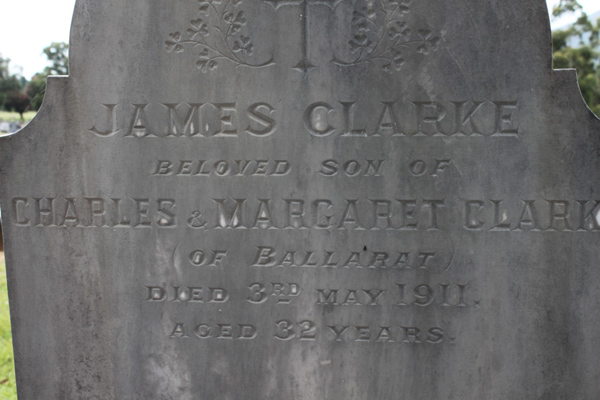 JAMES CLARKE
BELOVED SON OF
CHARLES & MARGARET CLARK
(OF BALLARAT)
DIED 3RD MAY 1911.
AGED 32 YEARS.